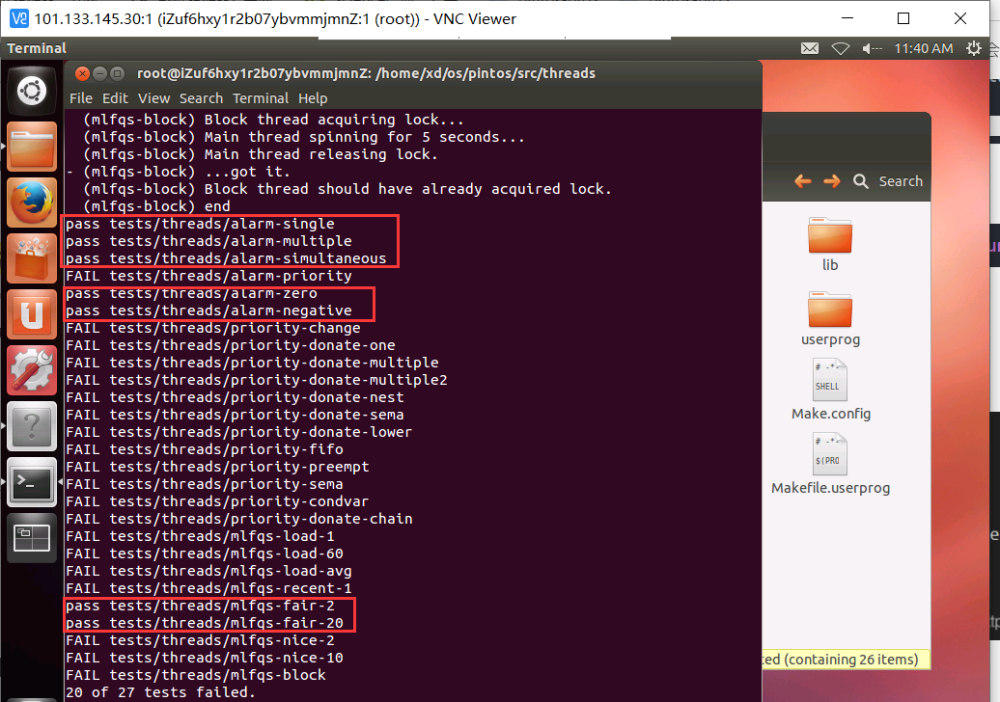 101.133.145.30:1 (iZuf6hxy1r2b07ybvmmjmnZ:1 (root)) - VNC Viewer
Terminal
11:40 AM
root@iZuf6hxy1r2b07ybvmmjmnZ: /home/xd/os/pintos/src/threads
File Edit View Search Terminal Help
(mlfqs-block) Block thread acquiring lock...
(mlfqs-block) Main thread spinning for 5 seconds...
(mlfqs-block) Main thread releasing lock.
- (mlfqs-block) ...got it.
(mlfqs-block) Block thread should have already acquired lock.
(mlfqs-block) end
pass tests/threads/alarm-single
pass tests/threads/alarm-multiple
pass tests/threads/alarm-simultaneous
FAIL tests/threads/alarm-priority
pass tests/threads/alarm-zero
pass tests/threads/alarm-negative
FAIL tests/threads/priority-change
FAIL tests/threads/priority-donate-one
FAIL tests/threads/priority-donate-multiple
FAIL tests/threads/priority-donate-multiple2
FAIL tests/threads/priority-donate-nest
FAIL tests/threads/priority-donate-sema
FAIL tests/threads/priority-donate-lower
FAIL tests/threads/priority-fifo
FAIL tests/threads/priority-preempt
FAIL tests/threads/priority-sema
FAIL tests/threads/priority-condvar
FAIL tests/threads/priority-donate-chain
FAIL tests/threads/mlfqs-load-1
FAIL tests/threads/mlfqs-load-60
FAIL tests/threads/mlfqs-load-avg
FAIL tests/threads/mlfqs-recent-1
pass tests/threads/mlfqs-fair-2
pass tests/threads/mlfqs-fair-20
FAIL tests/threads/mlfqs-nice-2
FAIL tests/threads/mlfqs-nice-10
FAIL tests/threads/mlfqs-block
20 of 27 tests failed.
Search
lib
userprog
# -*-
SHELL
Make.config
# -*-
$(PRO
Makefile.userprog
(containing 26 items)